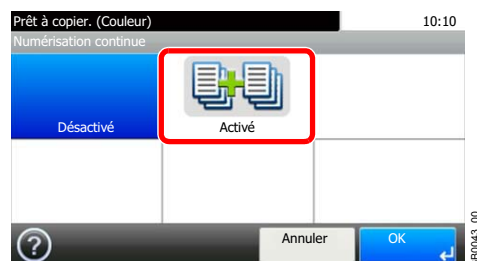 Prêt à copier. (Couleur) 10:10
Numérisation continue
Désactivé Activé
? Annuler OK
B0043_00